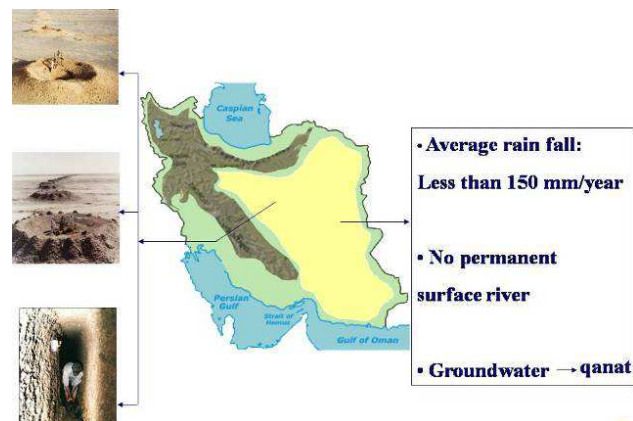 Caspian
Sea
• Average rain fall:
Less than 150 mm/year
• No permanent
surface river
• Groundwater → qanat
Persian
Gulf
Strait of
Hormus
Gulf of Oman